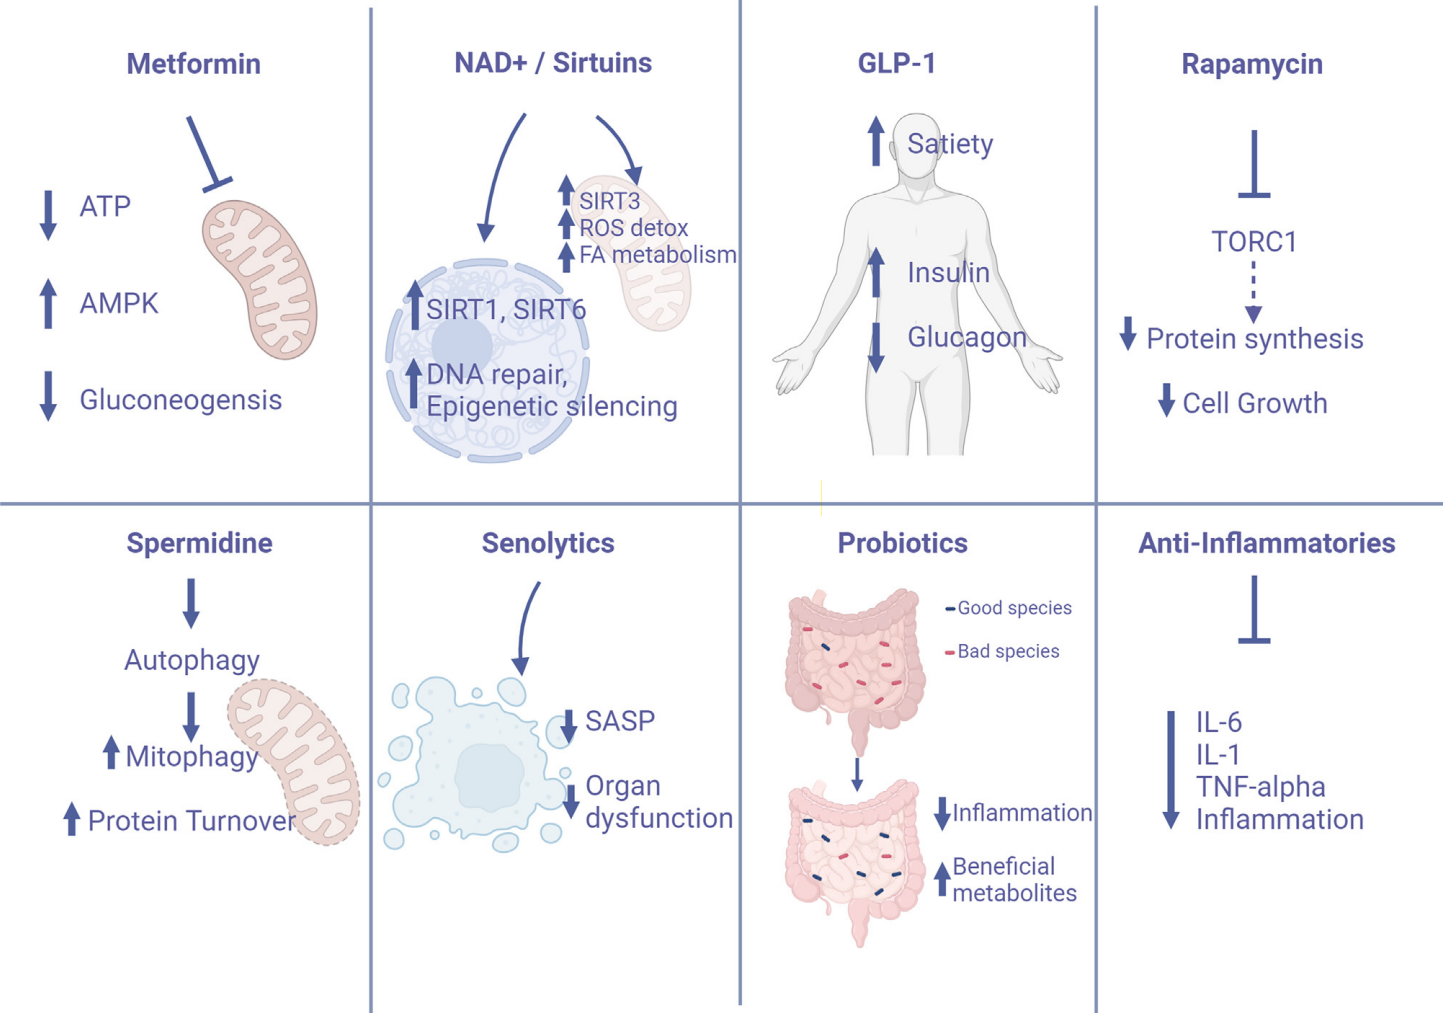 Metformin
ATP
AMPK
Gluconeogensis
NAD+ / Sirtuins
SIRT3
ROS detox
FA metabolism
SIRT1, SIRT6
DNA repair,
Epigenetic silencing
GLP-1
Satiety
Insulin
Glucagon
Rapamycin
TORC1
Protein synthesis
Cell Growth
Spermidine
Autophagy
Mitophagy
Protein Turnover
Senolytics
SASP
Organ
dysfunction
Probiotics
Good species
Bad species
Inflammation
Beneficial
metabolites
Anti-Inflammatories
IL-6
IL-1
TNF-alpha
Inflammation